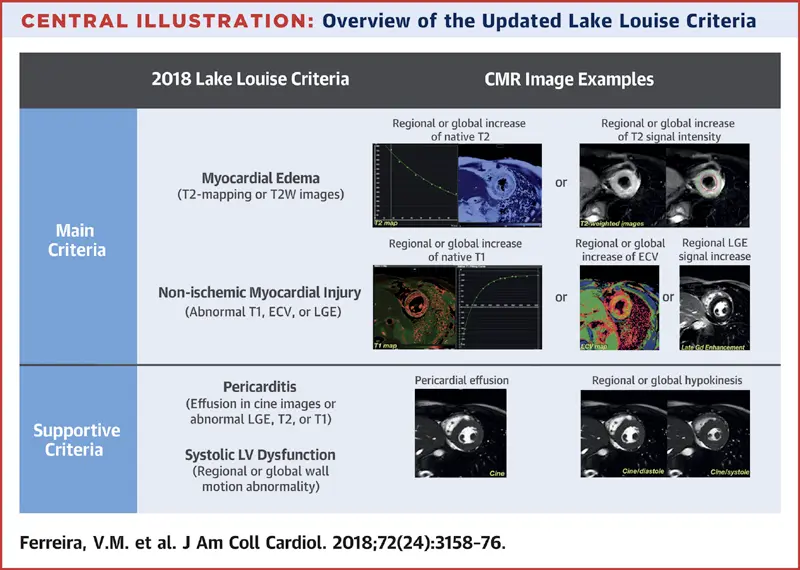 CENTRAL ILLUSTRATION: Overview of the Updated Lake Louise Criteria
2018 Lake Louise Criteria
CMR Image Examples
Main
Criteria
Myocardial Edema
(T2-mapping or T2W images)
Regional or global increase
of native T2
T2 map
or
Regional or global increase
of T2 signal intensity
T2-weighted images
Non-ischemic Myocardial Injury
(Abnormal T1, ECV, or LGE)
Regional or global increase
of native T1
T1 map
or
Regional or global
increase of ECV
ECV map
or
Regional LGE
signal increase
Late Gd Enhancement
Supportive
Criteria
Pericarditis
(Effusion in cine images or
abnormal LGE, T2, or T1)
Systolic LV Dysfunction
(Regional or global wall
motion abnormality)
Pericardial effusion
Cine
Regional or global hypokinesis
Cine/diastole
Cine/systole
Ferreira, V.M. et al. J Am Coll Cardiol. 2018;72(24):3158–76.